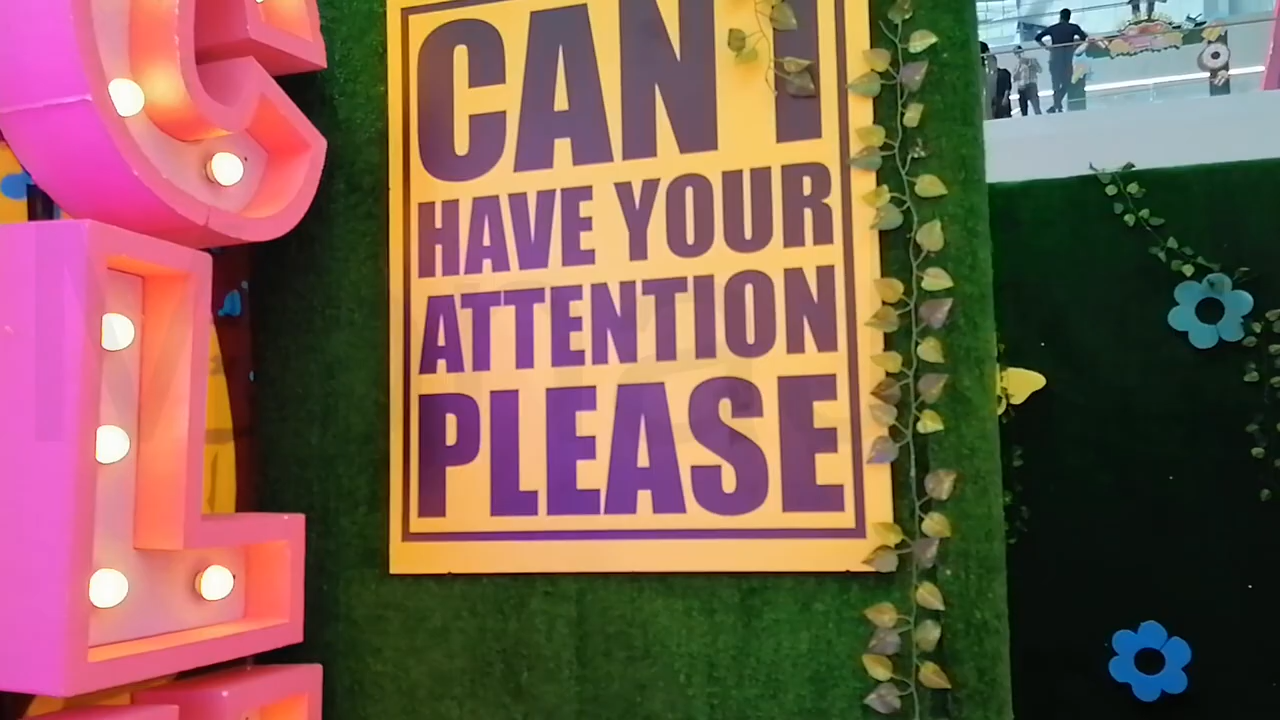 CAN I
HAVE YOUR
ATTENTION
PLEASE
L